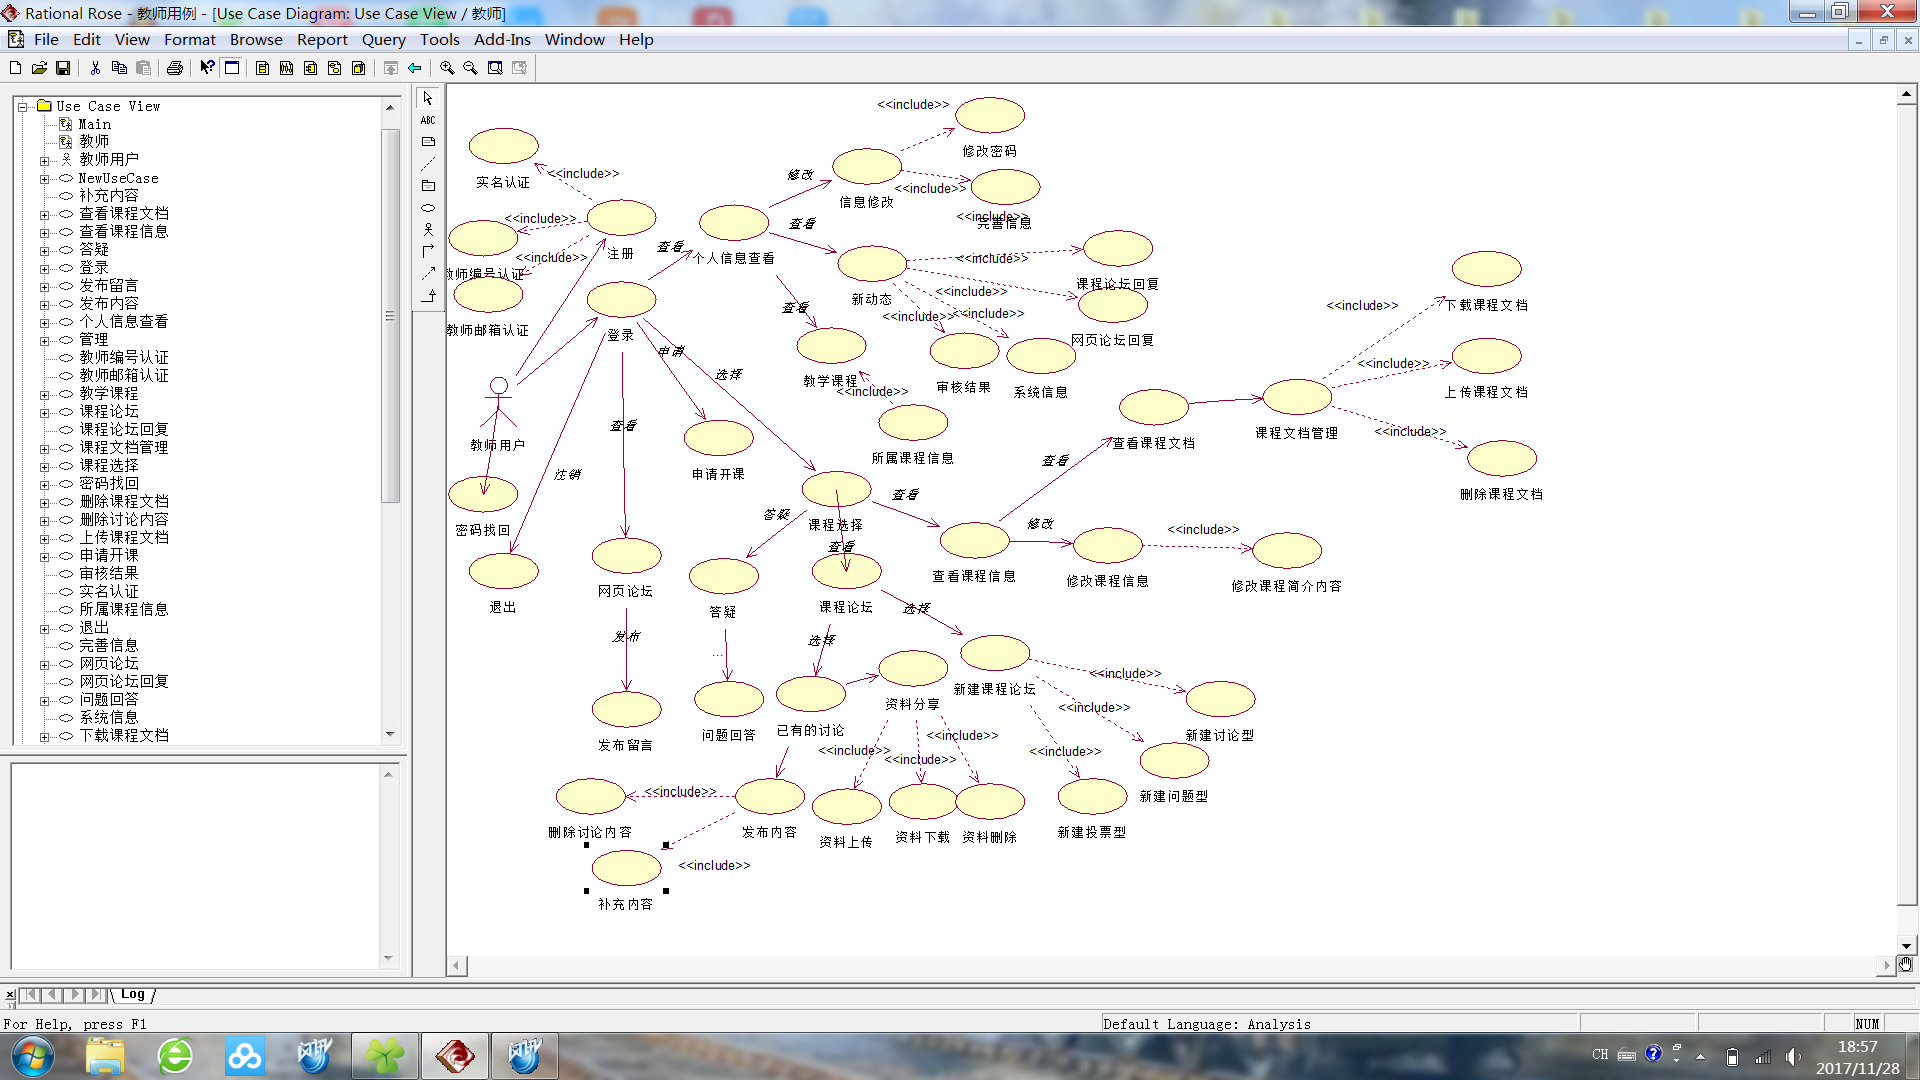 Rational Rose - 教师用例 - [Use Case Diagram: Use Case View / 教师]
File Edit View Format Browse Report Query Tools Add-Ins Window Help
Use Case View
Main
教师
教师用户
NewUseCase
补充内容
查看课程文档
查看课程信息
答疑
登录
发布留言
发布内容
个人信息查看
管理
教师编号认证
教师邮箱认证
教学课程
课程论坛
课程论坛回复
课程文档管理
课程选择
密码找回
删除课程文档
删除讨论内容
上传课程文档
申请开课
审核结果
实名认证
所属课程信息
退出
完善信息
网页论坛
网页论坛回复
问题回答
系统信息
下载课程文档
ABC
<<include>>
修改密码
实名认证
<<include>>
修改
信息修改
<<include>>
<<include>>
完善信息
<<include>>
注册
查看
查看
个人信息查看
<<include>>
教师编号认证
<<include>>
课程论坛回复
新动态
<<include>>
<<include>>
<<include>>
网页论坛回复
教师邮箱认证
登录
查看
申请
选择
教学课程
<<include>>
审核结果
系统信息
<<include>>
下载课程文档
<<include>>
上传课程文档
<<include>>
删除课程文档
查看课程文档
课程文档管理
教师用户
查看
所属课程信息
申请开课
注销
查看
密码找回
答疑
课程选择
查看
查看
修改
<<include>>
查看课程信息
修改课程信息
修改课程简介内容
退出
网页论坛
答疑
课程论坛
选择
发布
...
选择
新建课程论坛
<<include>>
资料分享
<<include>>
已有的讨论
发布留言
问题回答
<<include>>
<<include>>
<<include>>
<<include>>
新建讨论型
<<include>>
新建问题型
删除讨论内容
发布内容
资料上传
资料下载
资料删除
新建投票型
<<include>>
补充内容
Log
For Help, press F1
Default Language: Analysis
NUM
CH
18:57
2017/11/28